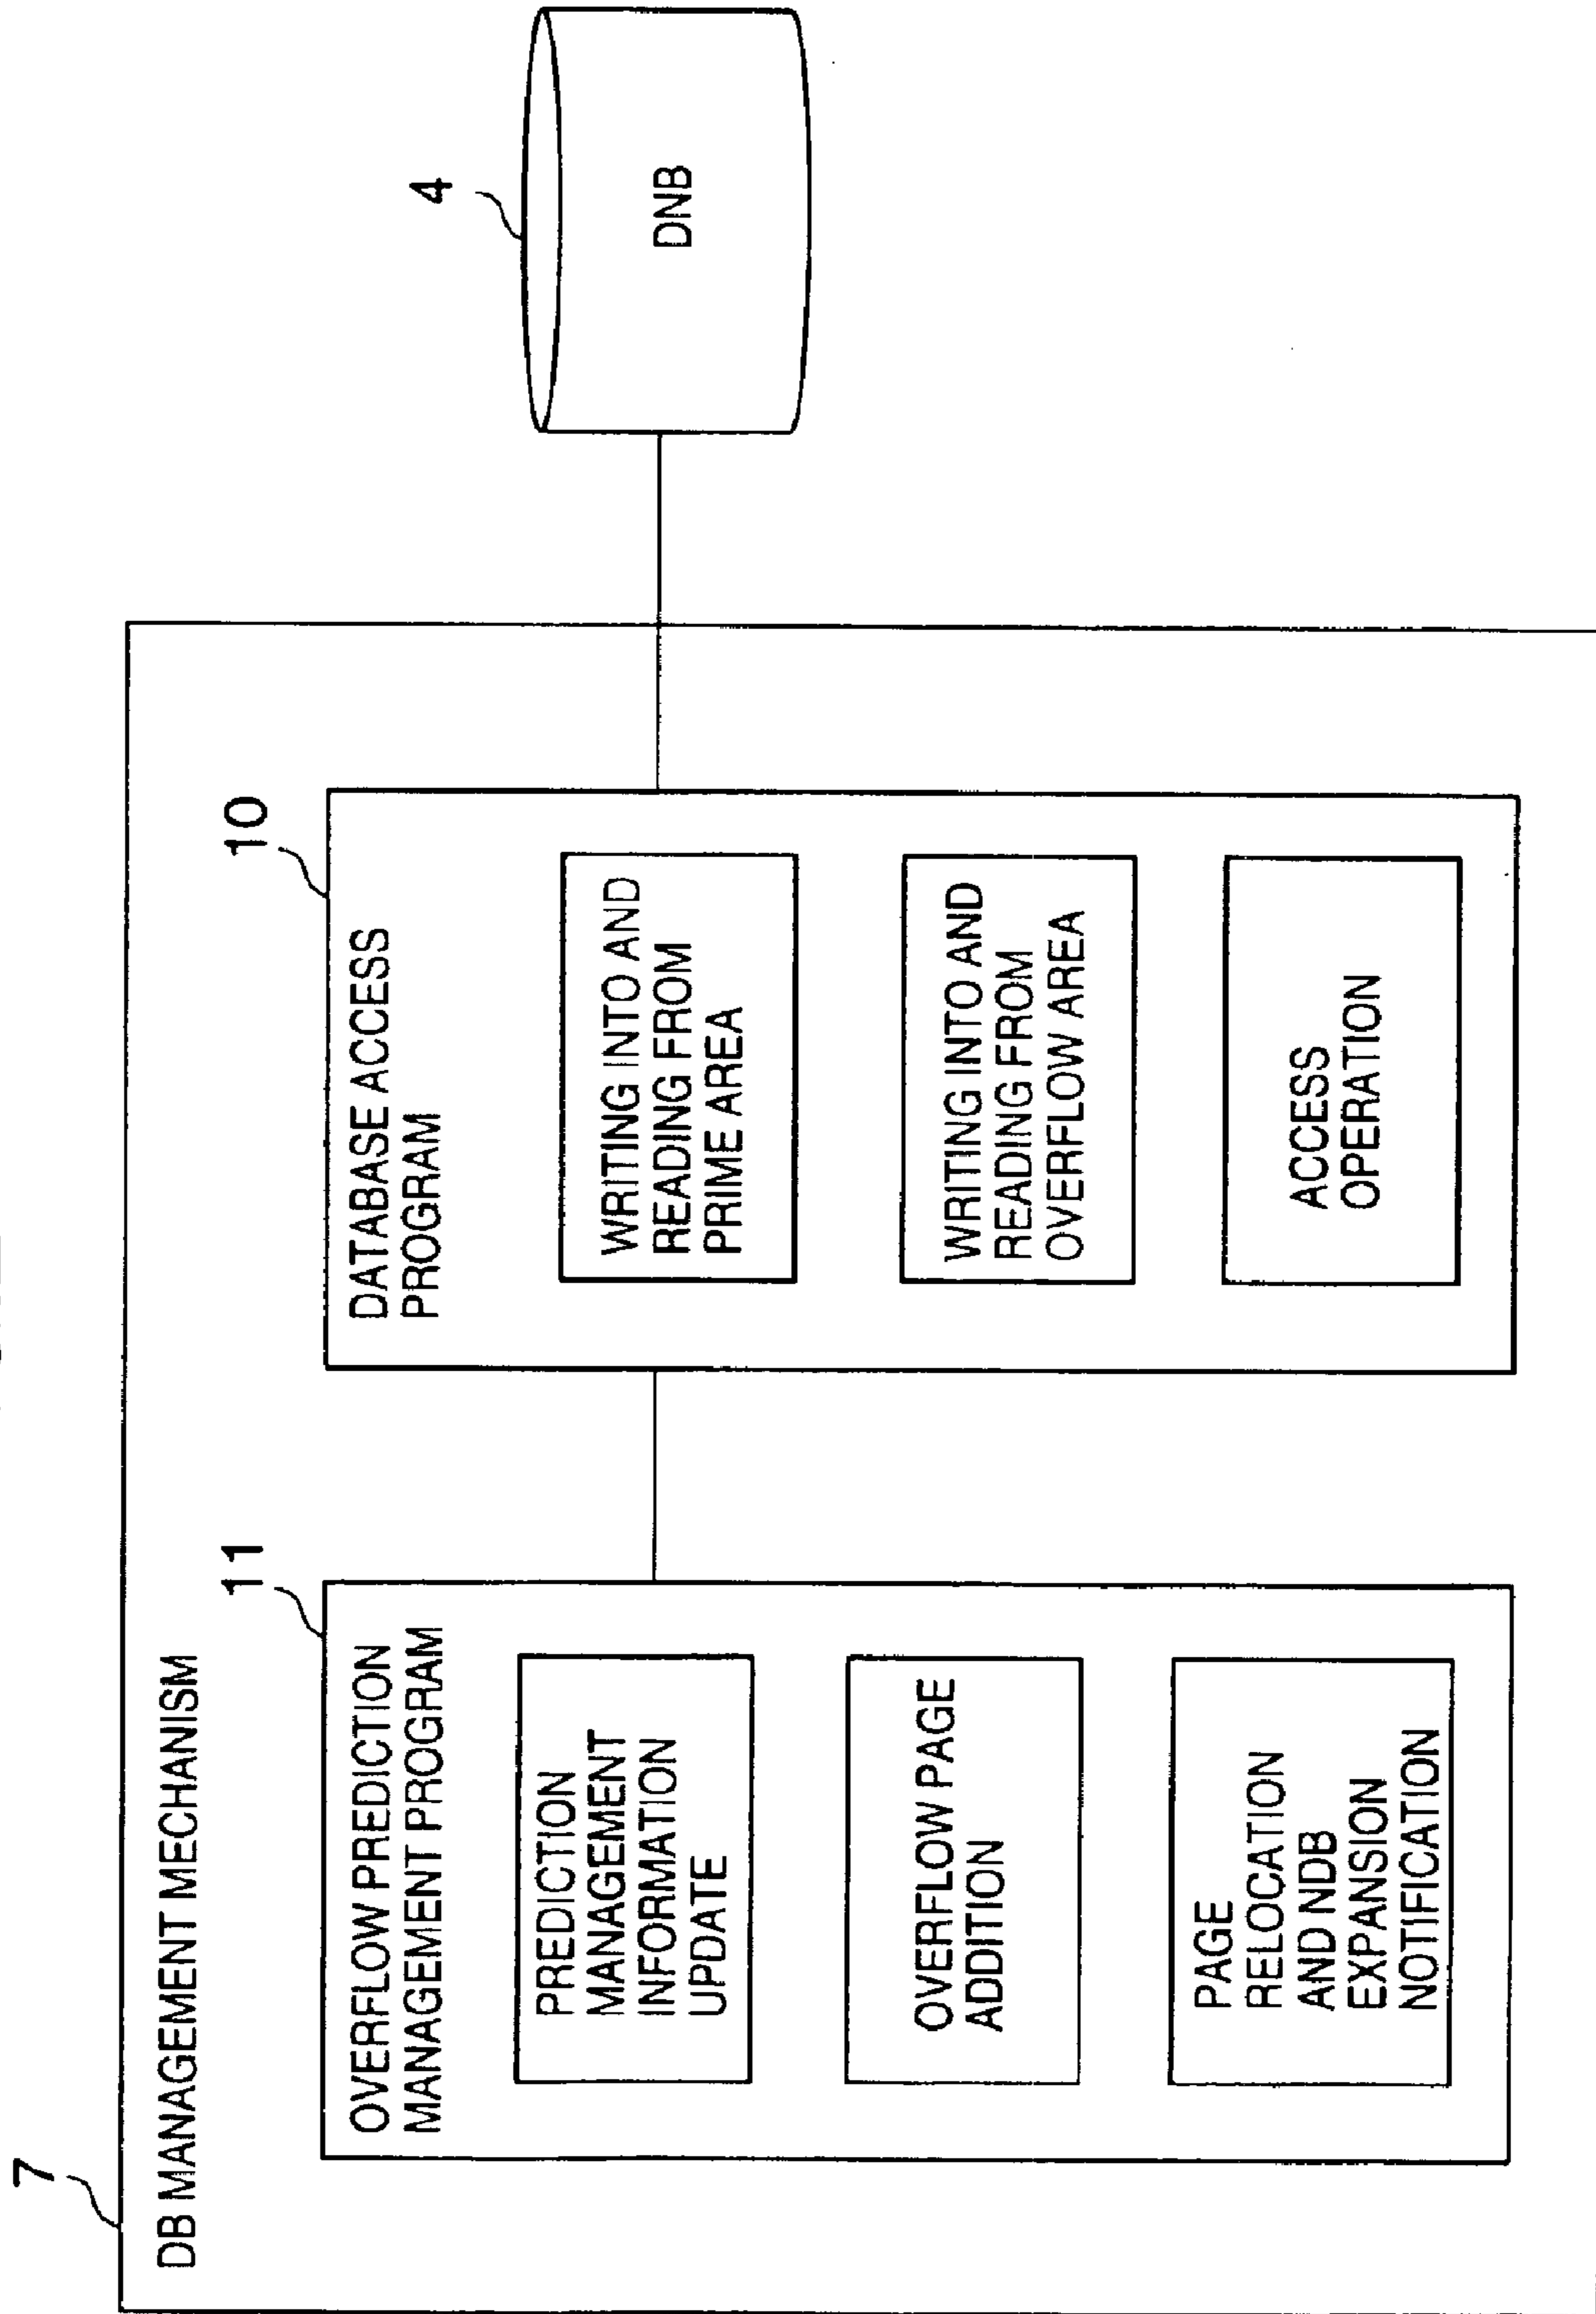 7
DB MANAGEMENT MECHANISM
11
OVERFLOW PREDICTION
MANAGEMENT PROGRAM
PREDICTION
MANAGEMENT
INFORMATION
UPDATE
OVERFLOW PAGE
ADDITION
PAGE
RELOCATION
AND NDB
EXPANSION
NOTIFICATION
10
DATABASE ACCESS
PROGRAM
WRITING INTO AND
READING FROM
PRIME AREA
WRITING INTO AND
READING FROM
OVERFLOW AREA
ACCESS
OPERATION
4
DNB